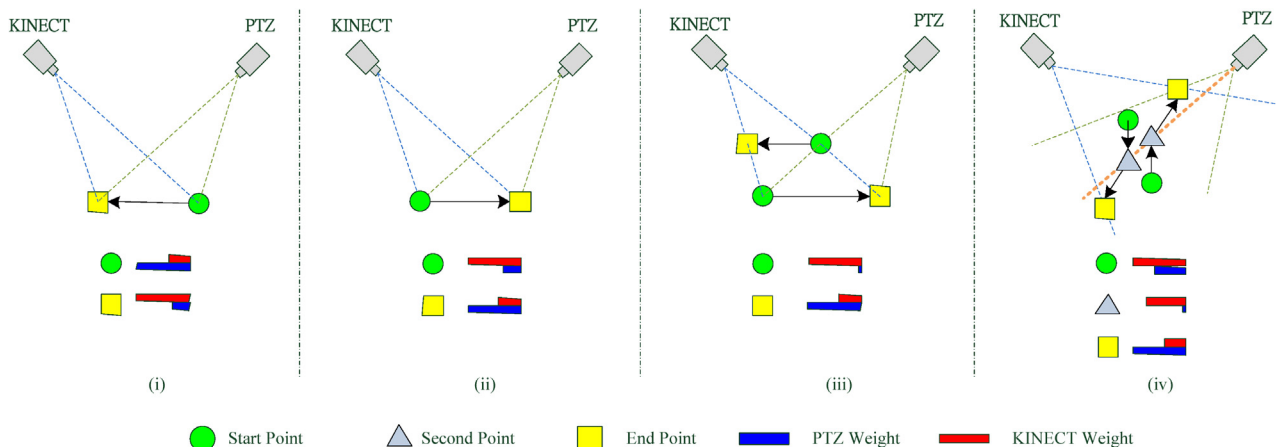 KINECT PTZ KINECT PTZ KINECT PTZ KINECT PTZ
(i) (ii) (iii) (iv)
Start Point Second Point End Point PTZ Weight KINECT Weight